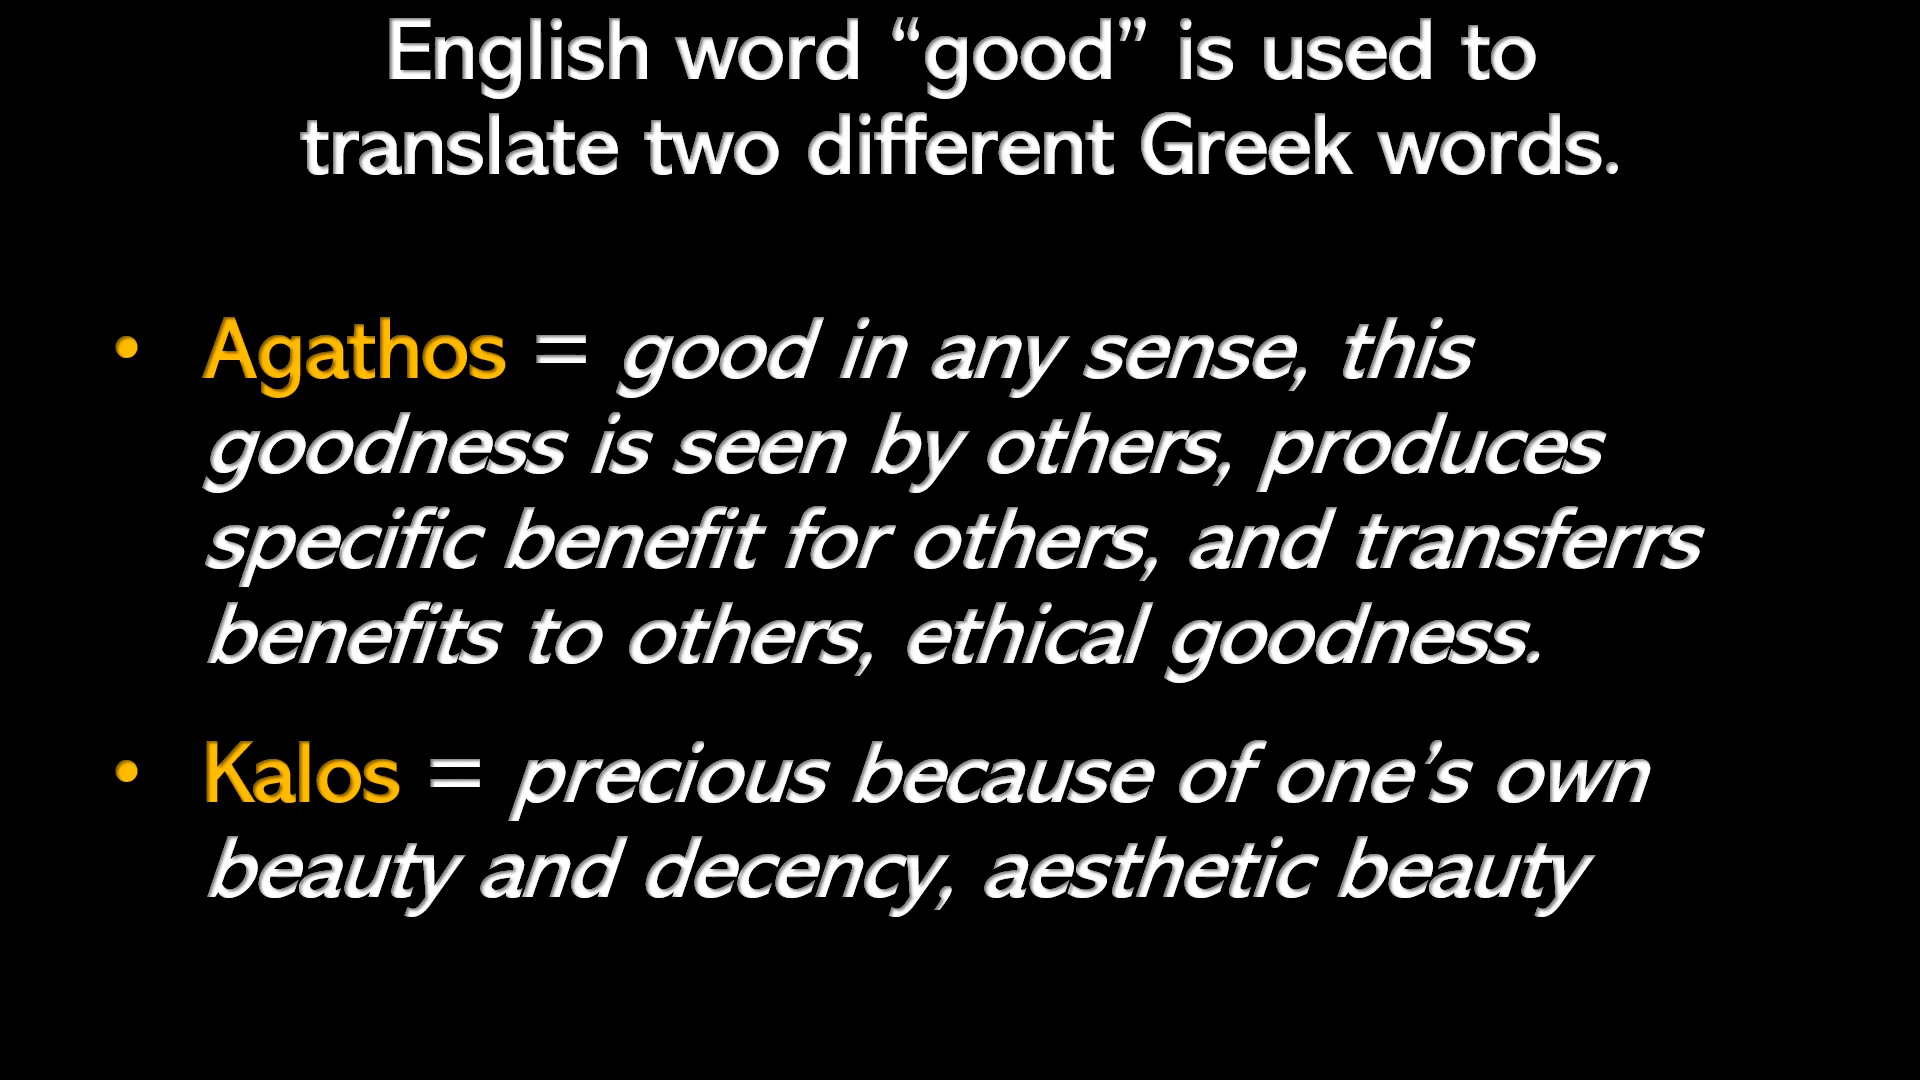 English word “good” is used to
translate two different Greek words.
• Agathos = good in any sense, this
goodness is seen by others, produces
specific benefit for others, and transferrs
benefits to others, ethical goodness.
• Kalos = precious because of one’s own
beauty and decency, aesthetic beauty